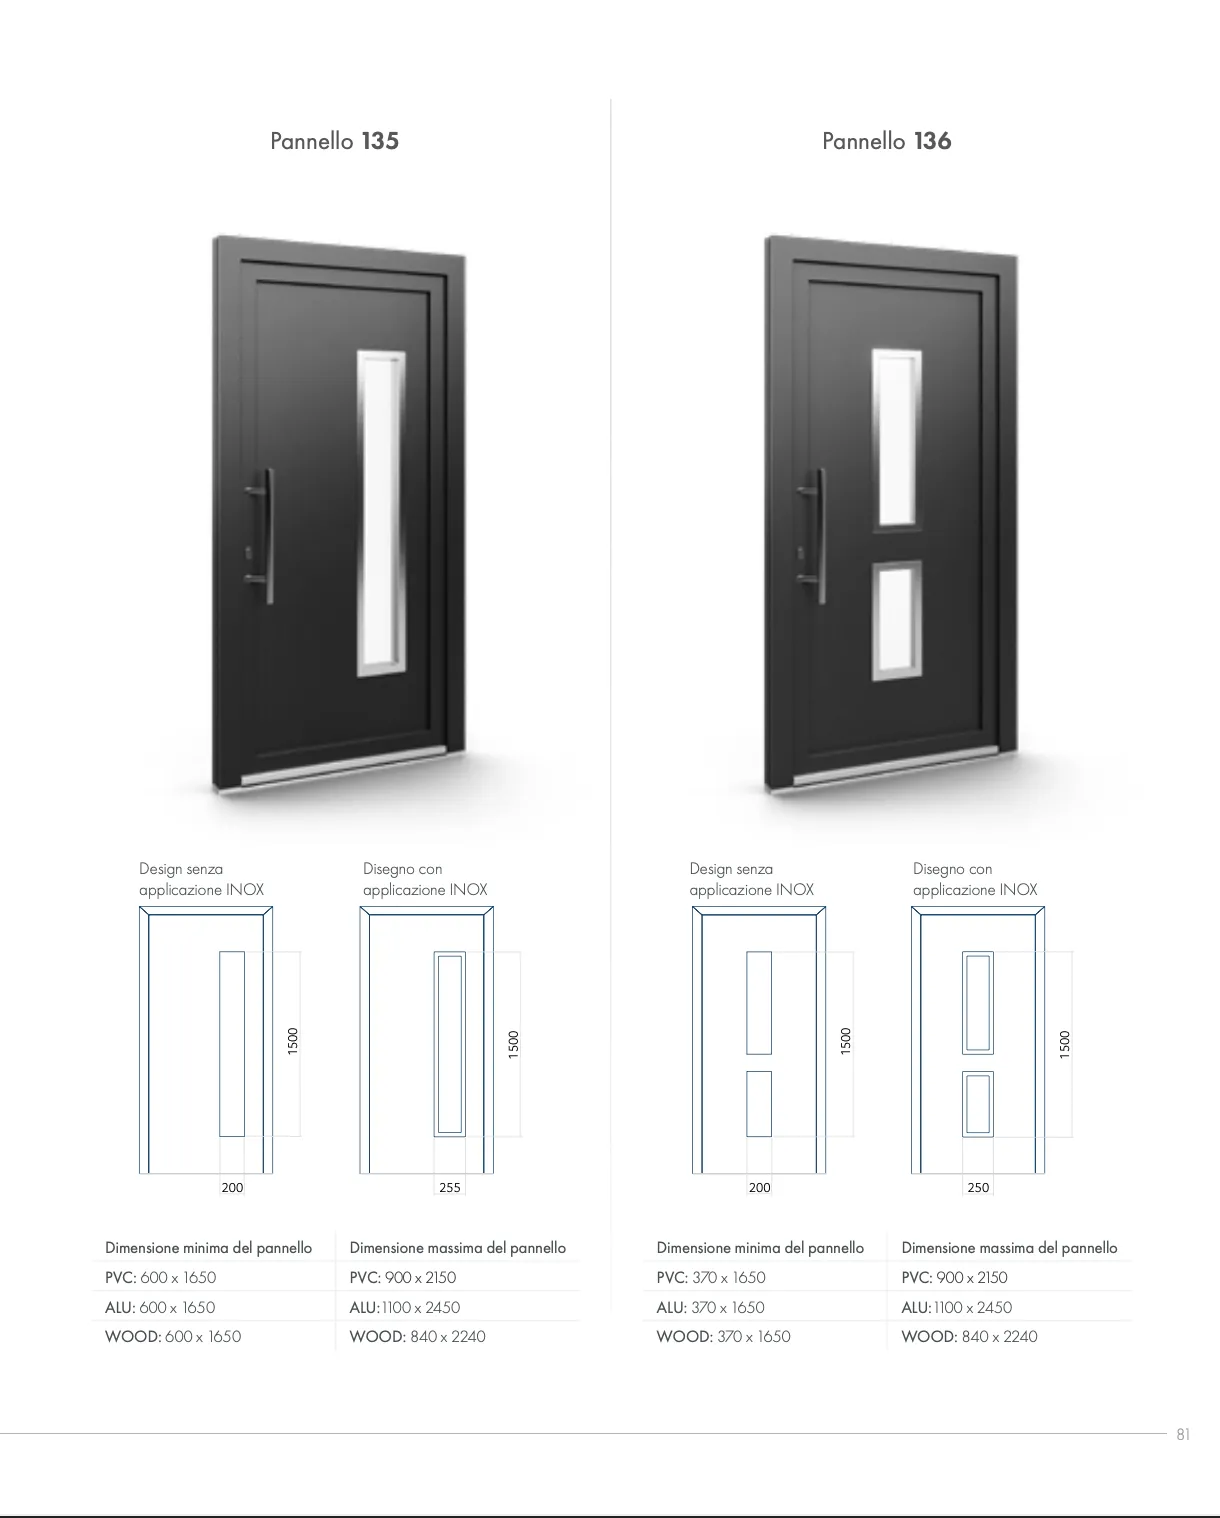 Pannello 135
Design senza
applicazione INOX
Disegno con
applicazione INOX
1500
1500
200
255
Dimensione minima del pannello
Dimensione massima del pannello
PVC: 600 x 1650
PVC: 900 x 2150
ALU: 600 x 1650
ALU:1100 x 2450
WOOD: 600 x 1650
WOOD: 840 x 2240
Pannello 136
Design senza
applicazione INOX
Disegno con
applicazione INOX
1500
1500
200
250
Dimensione minima del pannello
Dimensione massima del pannello
PVC: 370 x 1650
PVC: 900 x 2150
ALU: 370 x 1650
ALU:1100 x 2450
WOOD: 370 x 1650
WOOD: 840 x 2240
81